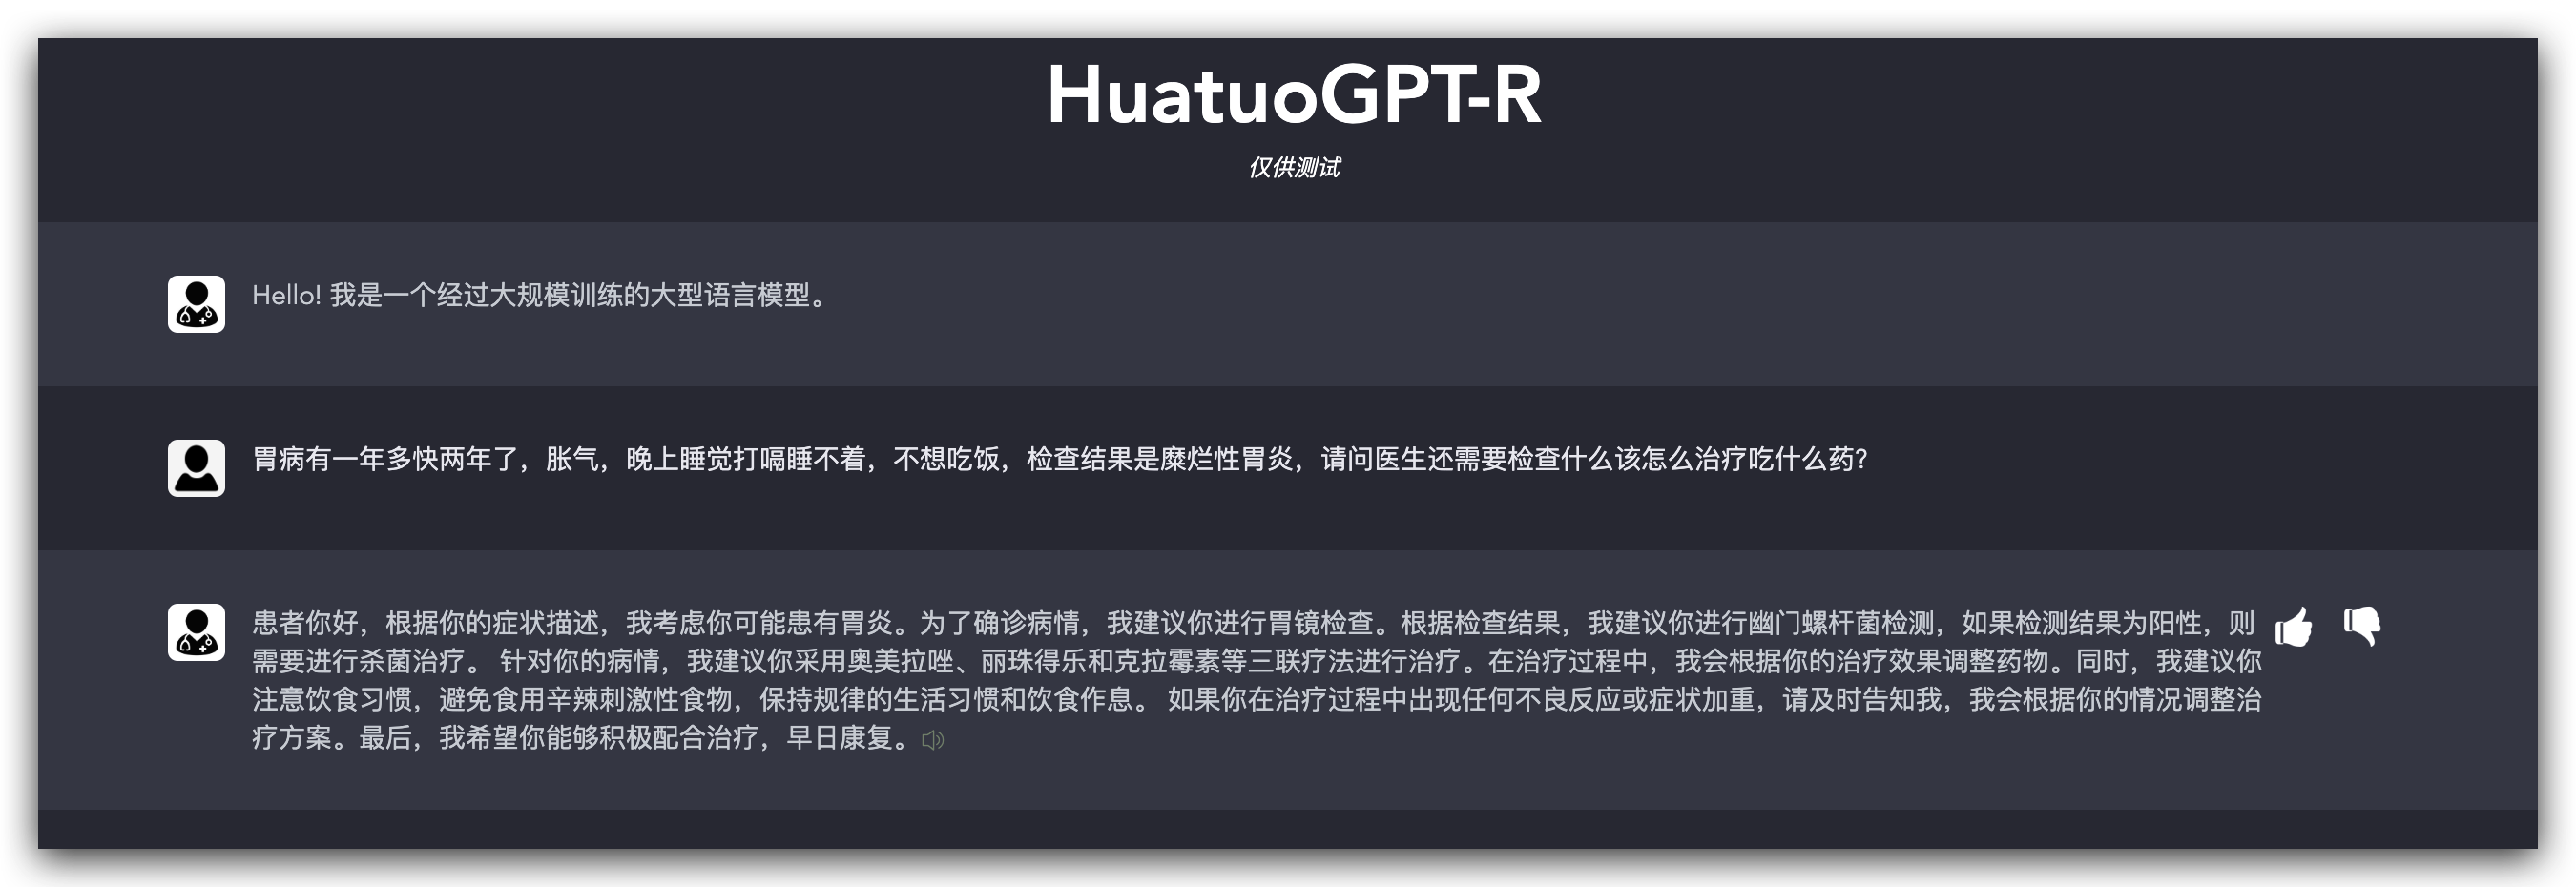 HuatuoGPT-R
仅供测试
Hello! 我是一个经过大规模训练的大型语言模型。
胃病有一年多快两年了，胀气，晚上睡觉打嗝睡不着，不想吃饭，检查结果是糜烂性胃炎，请问医生还需要检查什么该怎么治疗吃什么药?
患者你好，根据你的症状描述，我考虑你可能患有胃炎。为了确诊病情，我建议你进行胃镜检查。根据检查结果，我建议你进行幽门螺杆菌检测，如果检测结果为阳性，则
需要进行杀菌治疗。 针对你的病情，我建议你采用奥美拉唑、丽珠得乐和克拉霉素等三联疗法进行治疗。在治疗过程中，我会根据你的治疗效果调整药物。同时，我建议你
注意饮食习惯，避免食用辛辣刺激性食物，保持规律的生活习惯和饮食作息。 如果你在治疗过程中出现任何不良反应或症状加重，请及时告知我，我会根据你的情况调整治
疗方案。最后，我希望你能够积极配合治疗，早日康复。